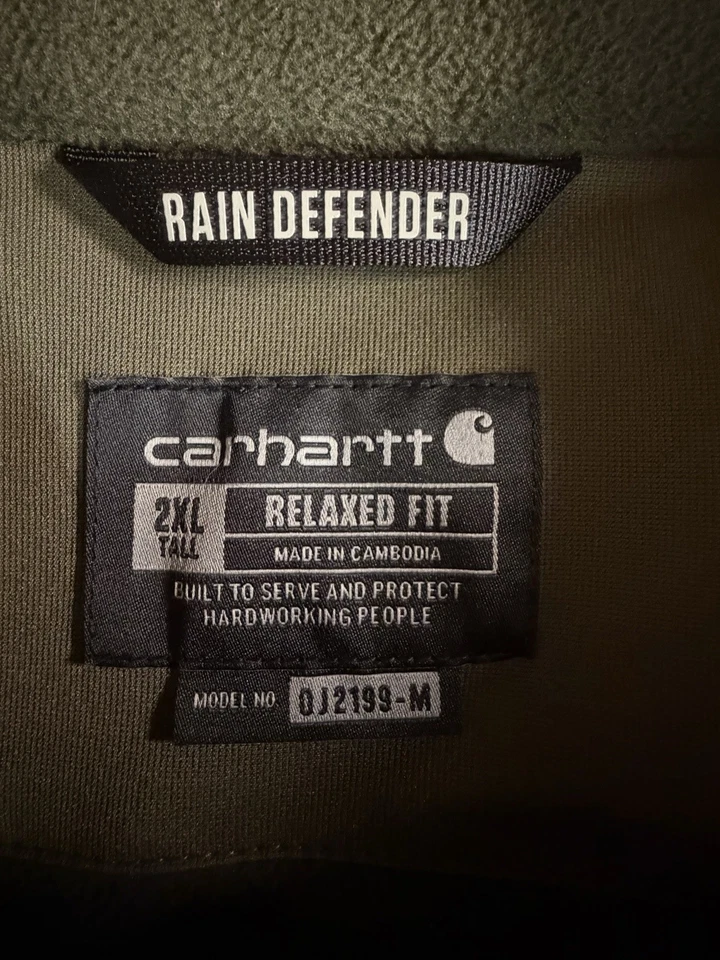 RAIN DEFENDER
carhartt
2XL
TALL
RELAXED FIT
MADE IN CAMBODIA
BUILT TO SERVE AND PROTECT
HARDWORKING PEOPLE
MODEL NO. OJ2199-M